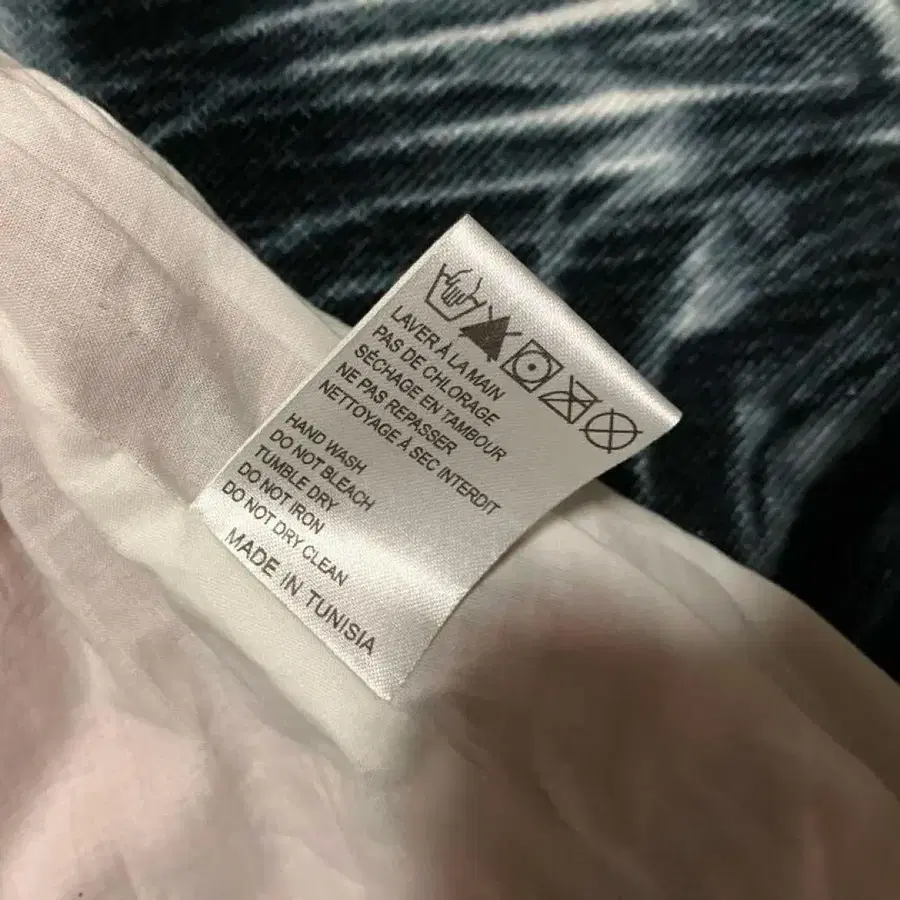 LAVER À LA MAIN
PAS DE CHLORAGE
SÉCHAGE EN TAMBOUR
NE PAS REPASSER
NETTOYAGE À SEC INTERDIT
HAND WASH
DO NOT BLEACH
TUMBLE DRY
DO NOT IRON
DO NOT DRY CLEAN
MADE IN TUNISIA